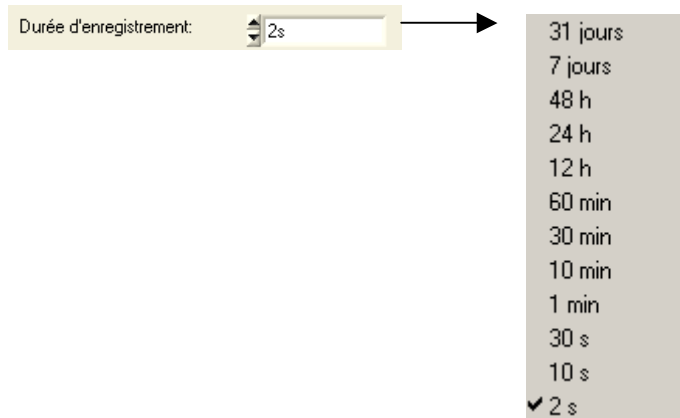 Durée d'enregistrement: 2s
31 jours
7 jours
48 h
24 h
12 h
60 min
30 min
10 min
1 min
30 s
10 s
2 s